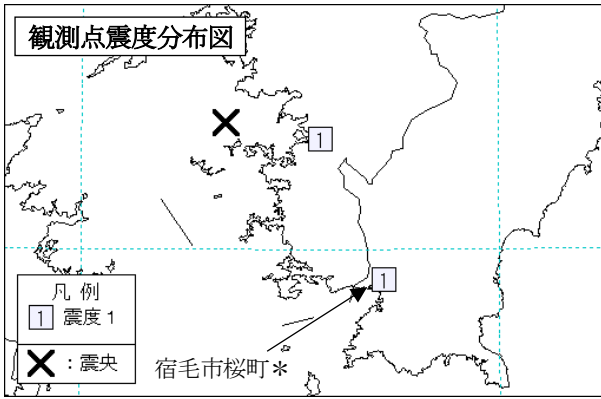 観測点震度分布図
1
1
凡 例
1 震度1
× :震央
宿毛市桜町*